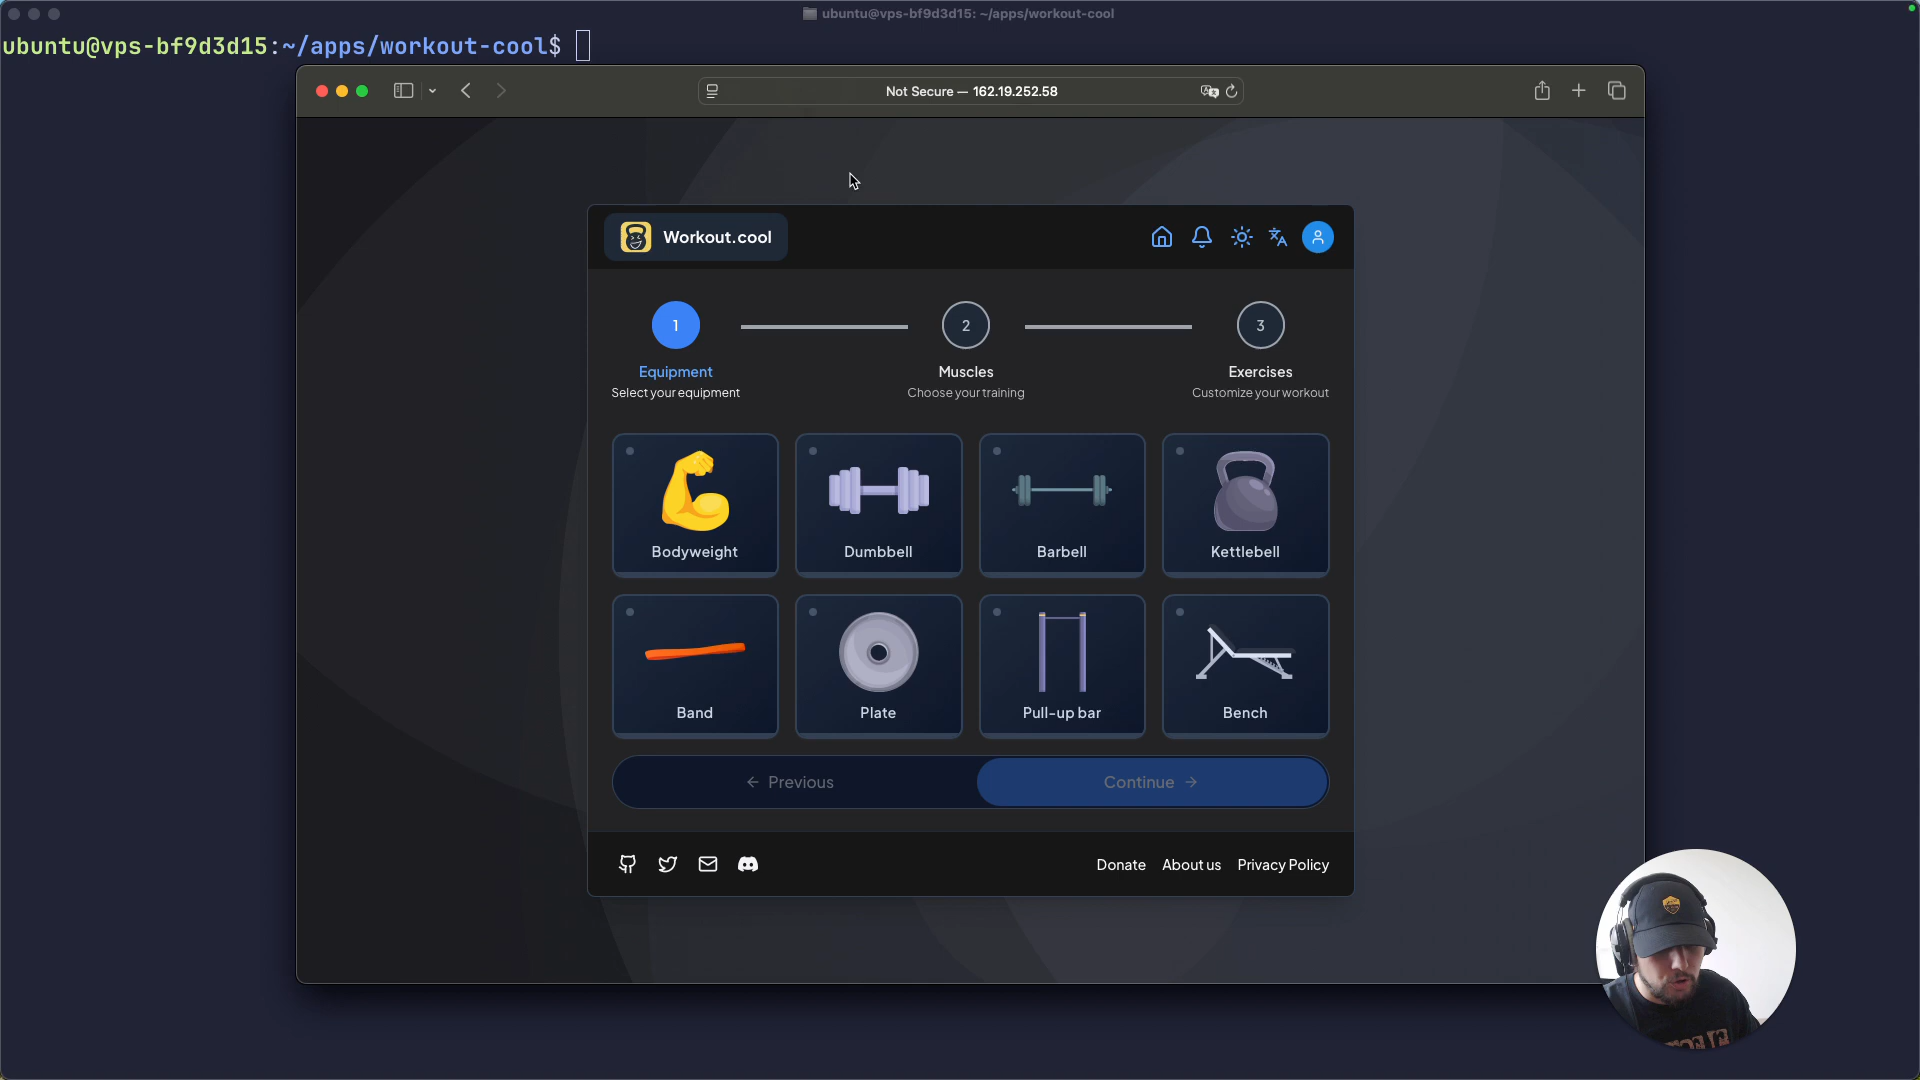 ubuntu@vps-bf9d3d15: ~/apps/workout-cool
ubuntu@vps-bf9d3d15:~/apps/workout-cool$
Not Secure — 162.19.252.58
Workout.cool
1
2
3
Equipment
Muscles
Exercises
Select your equipment
Choose your training
Customize your workout
Bodyweight
Dumbbell
Barbell
Kettlebell
Band
Plate
Pull-up bar
Bench
← Previous
Continue →
Donate
About us
Privacy Policy